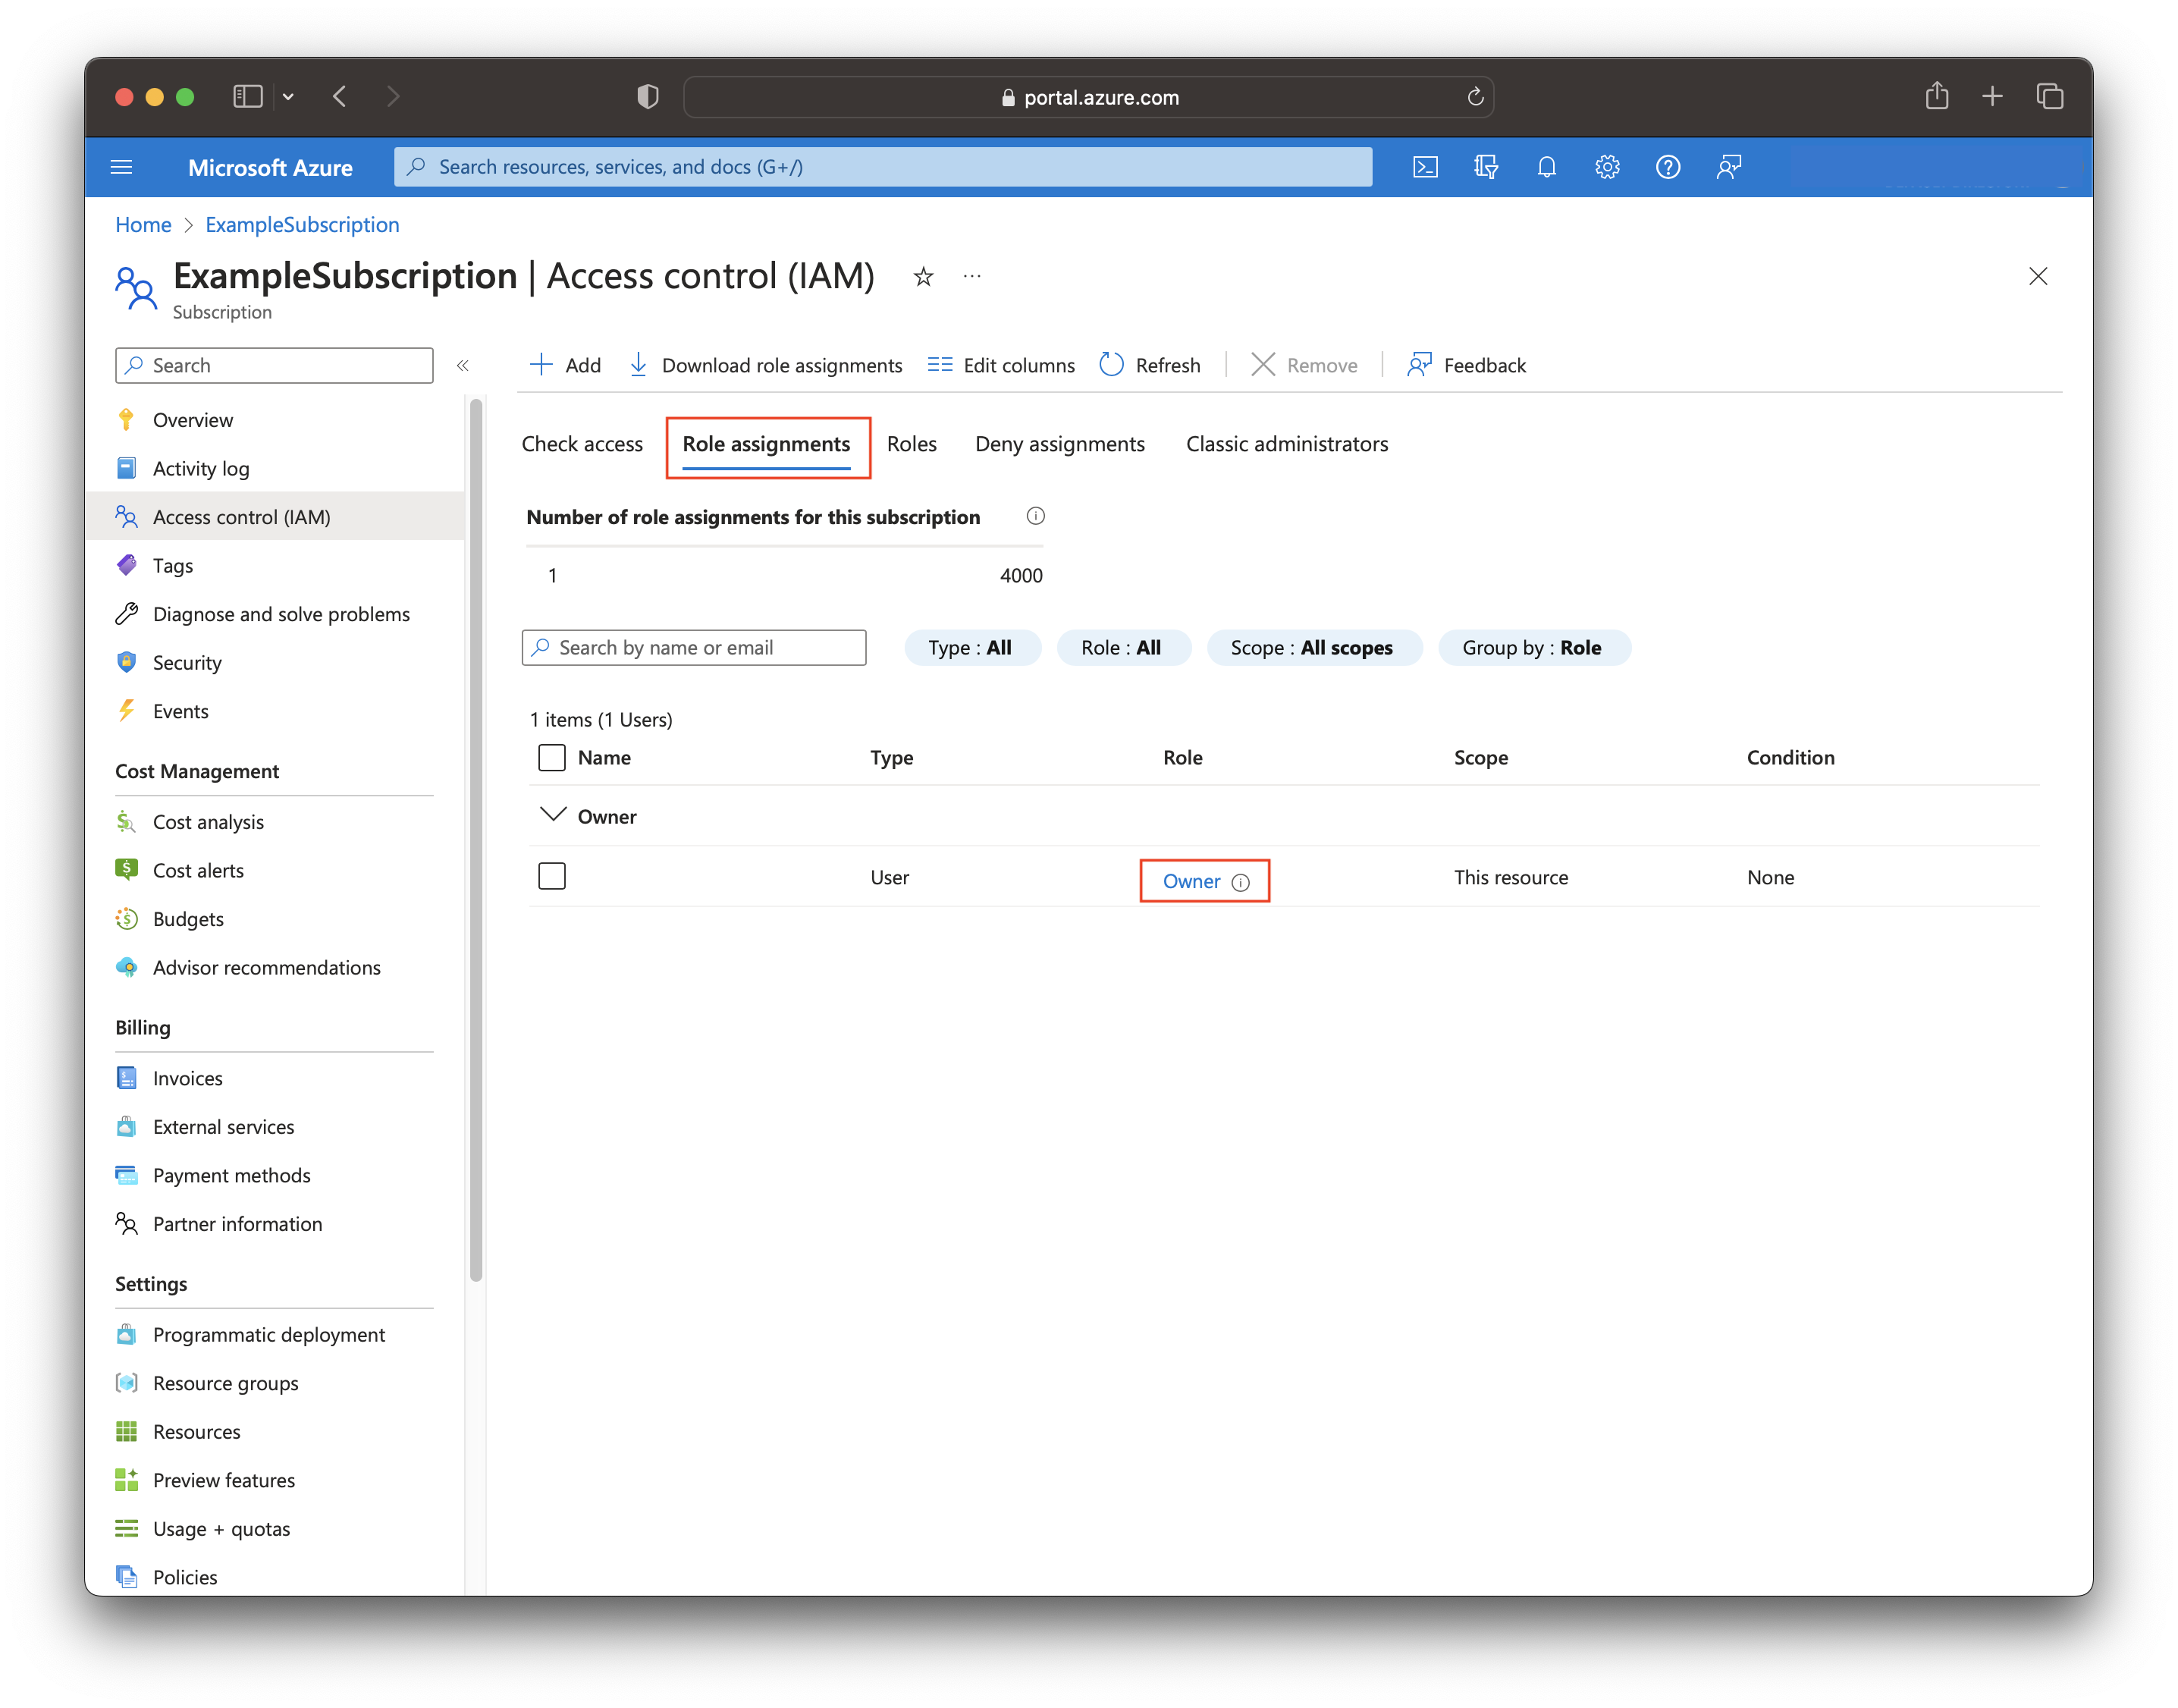 portal.azure.com
Microsoft Azure
Search resources, services, and docs (G+/)
Home > ExampleSubscription
ExampleSubscription | Access control (IAM)
Subscription
Search
Add
Download role assignments
Edit columns
Refresh
Remove
Feedback
Overview
Activity log
Access control (IAM)
Tags
Diagnose and solve problems
Security
Events
Cost Management
Cost analysis
Cost alerts
Budgets
Advisor recommendations
Billing
Invoices
External services
Payment methods
Partner information
Settings
Programmatic deployment
Resource groups
Resources
Preview features
Usage + quotas
Policies
Check access
Role assignments
Roles
Deny assignments
Classic administrators
Number of role assignments for this subscription
1 4000
Search by name or email
Type : All
Role : All
Scope : All scopes
Group by : Role
1 items (1 Users)
Name Type Role Scope Condition
Owner
User Owner This resource None